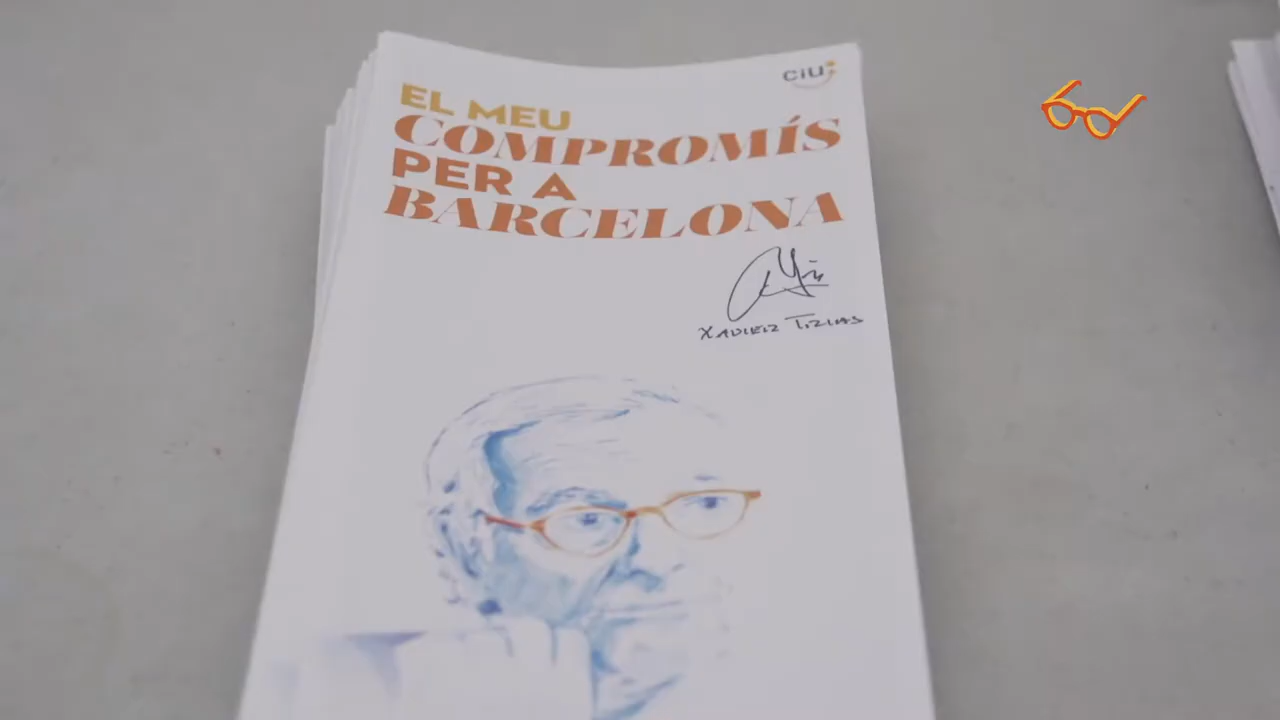 CiU
EL MEU
COMPROMÍS
PER A
BARCELONA
XAVIER TRIAS